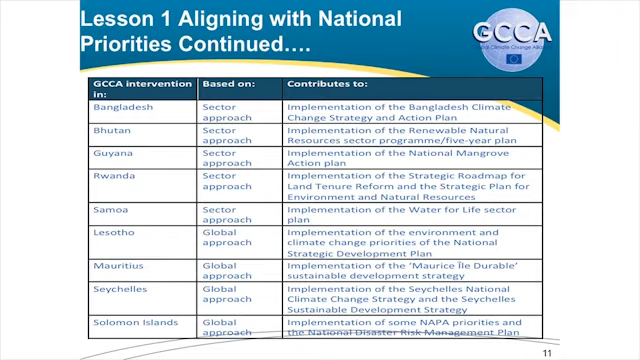 Lesson 1 Aligning with National
Priorities Continued….
GCCA
Global Climate Change Alliance
GCCA intervention in:
Based on:
Contributes to:
Bangladesh
Sector approach
Implementation of the Bangladesh Climate
Change Strategy and Action Plan
Bhutan
Sector approach
Implementation of the Renewable Natural
Resources sector programme/five-year plan
Guyana
Sector approach
Implementation of the National Mangrove
Action plan
Rwanda
Sector approach
Implementation of the Strategic Roadmap for
Land Tenure Reform and the Strategic Plan for
Environment and Natural Resources
Samoa
Sector approach
Implementation of the Water for Life sector
plan
Lesotho
Global approach
Implementation of the environment and
climate change priorities of the National
Strategic Development Plan
Mauritius
Global approach
Implementation of the ‘Maurice Île Durable’
sustainable development strategy
Seychelles
Global approach
Implementation of the Seychelles National
Climate Change Strategy and the Seychelles
Sustainable Development Strategy
Solomon Islands
Global approach
Implementation of some NAPA priorities and
the National Disaster Risk Management Plan
11